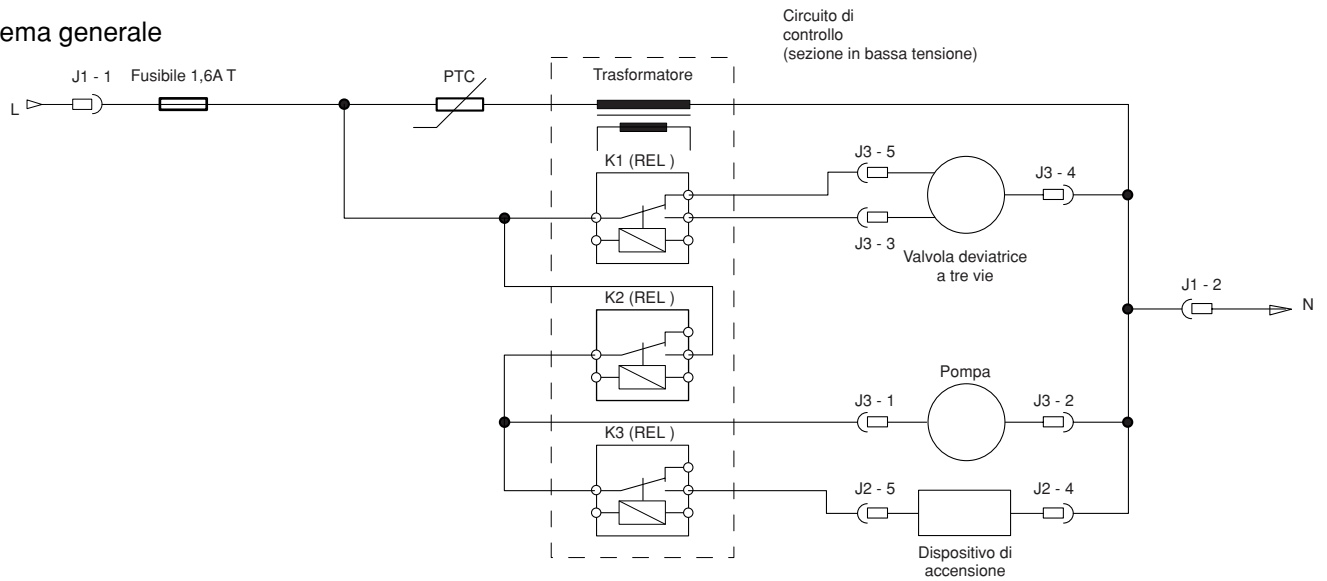 Circuito di
controllo
(sezione in bassa tensione)
ema generale
J1 - 1
Fusibile 1,6A T
PTC
Trasformatore
L
K1 (REL )
J3 - 5
J3 - 4
J3 - 3
Valvola deviatrice
a tre vie
J1 - 2
K2 (REL )
N
Pompa
J3 - 1
J3 - 2
K3 (REL )
J2 - 5
J2 - 4
Dispositivo di
accensione